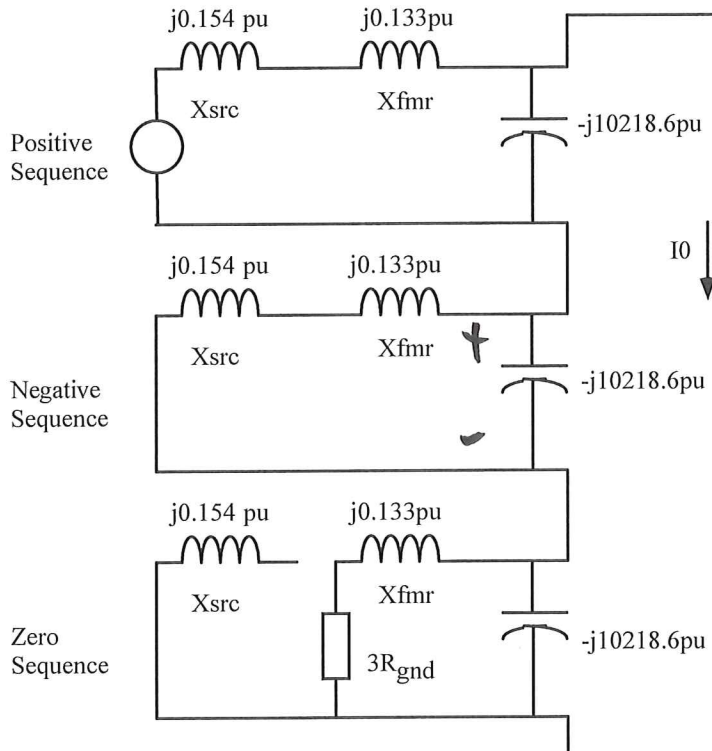 j0.154 pu
j0.133pu
Xsrc
Xfmr
-j10218.6pu
Positive
Sequence
I0
j0.154 pu
j0.133pu
Xsrc
Xfmr
+
-
-j10218.6pu
Negative
Sequence
j0.154 pu
j0.133pu
Xsrc
Xfmr
-j10218.6pu
Zero
Sequence
3Rgnd